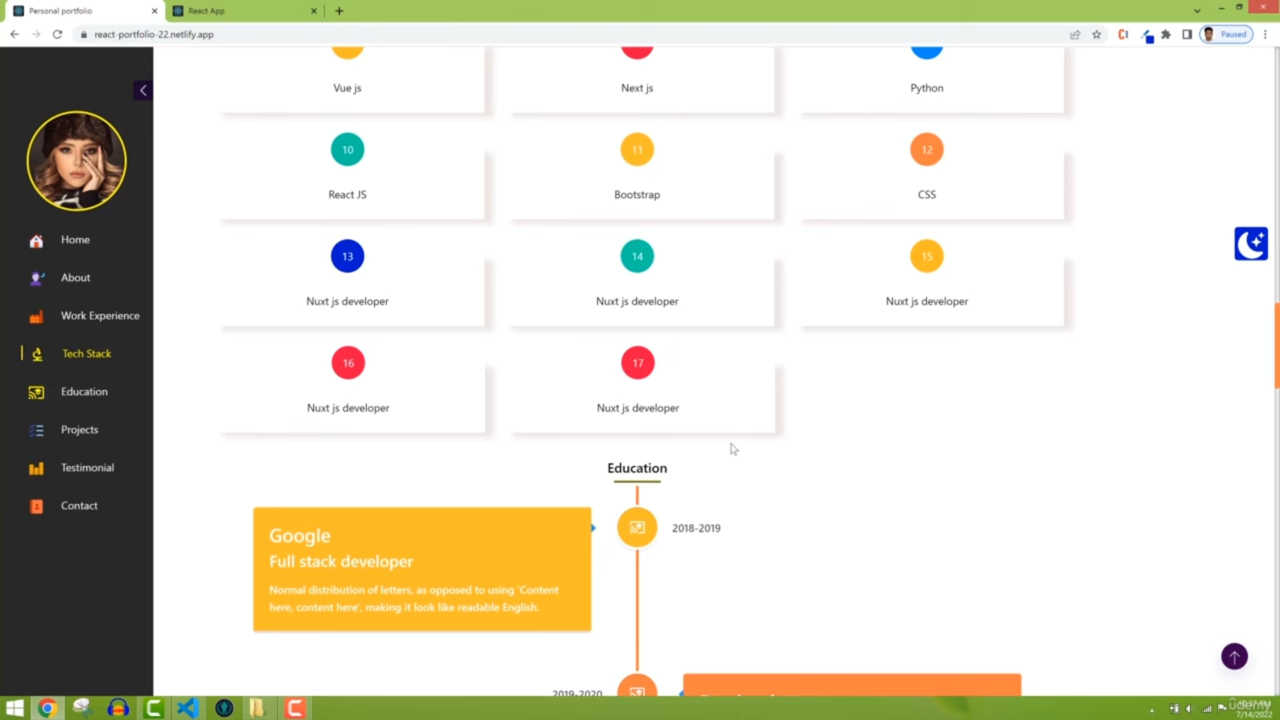 Personal portfolio
React App
react-portfolio-22.netlify.app
Paused
Home
About
Work Experience
Tech Stack
Education
Projects
Testimonial
Contact
Vue js
Next js
Python
10
11
12
React JS
Bootstrap
CSS
13
14
15
Nuxt js developer
Nuxt js developer
Nuxt js developer
16
17
Nuxt js developer
Nuxt js developer
Education
Google
Full stack developer
Normal distribution of letters, as opposed to using 'Content
here, content here', making it look like readable English.
2018-2019
2019-2020
7/14/2022
udemy